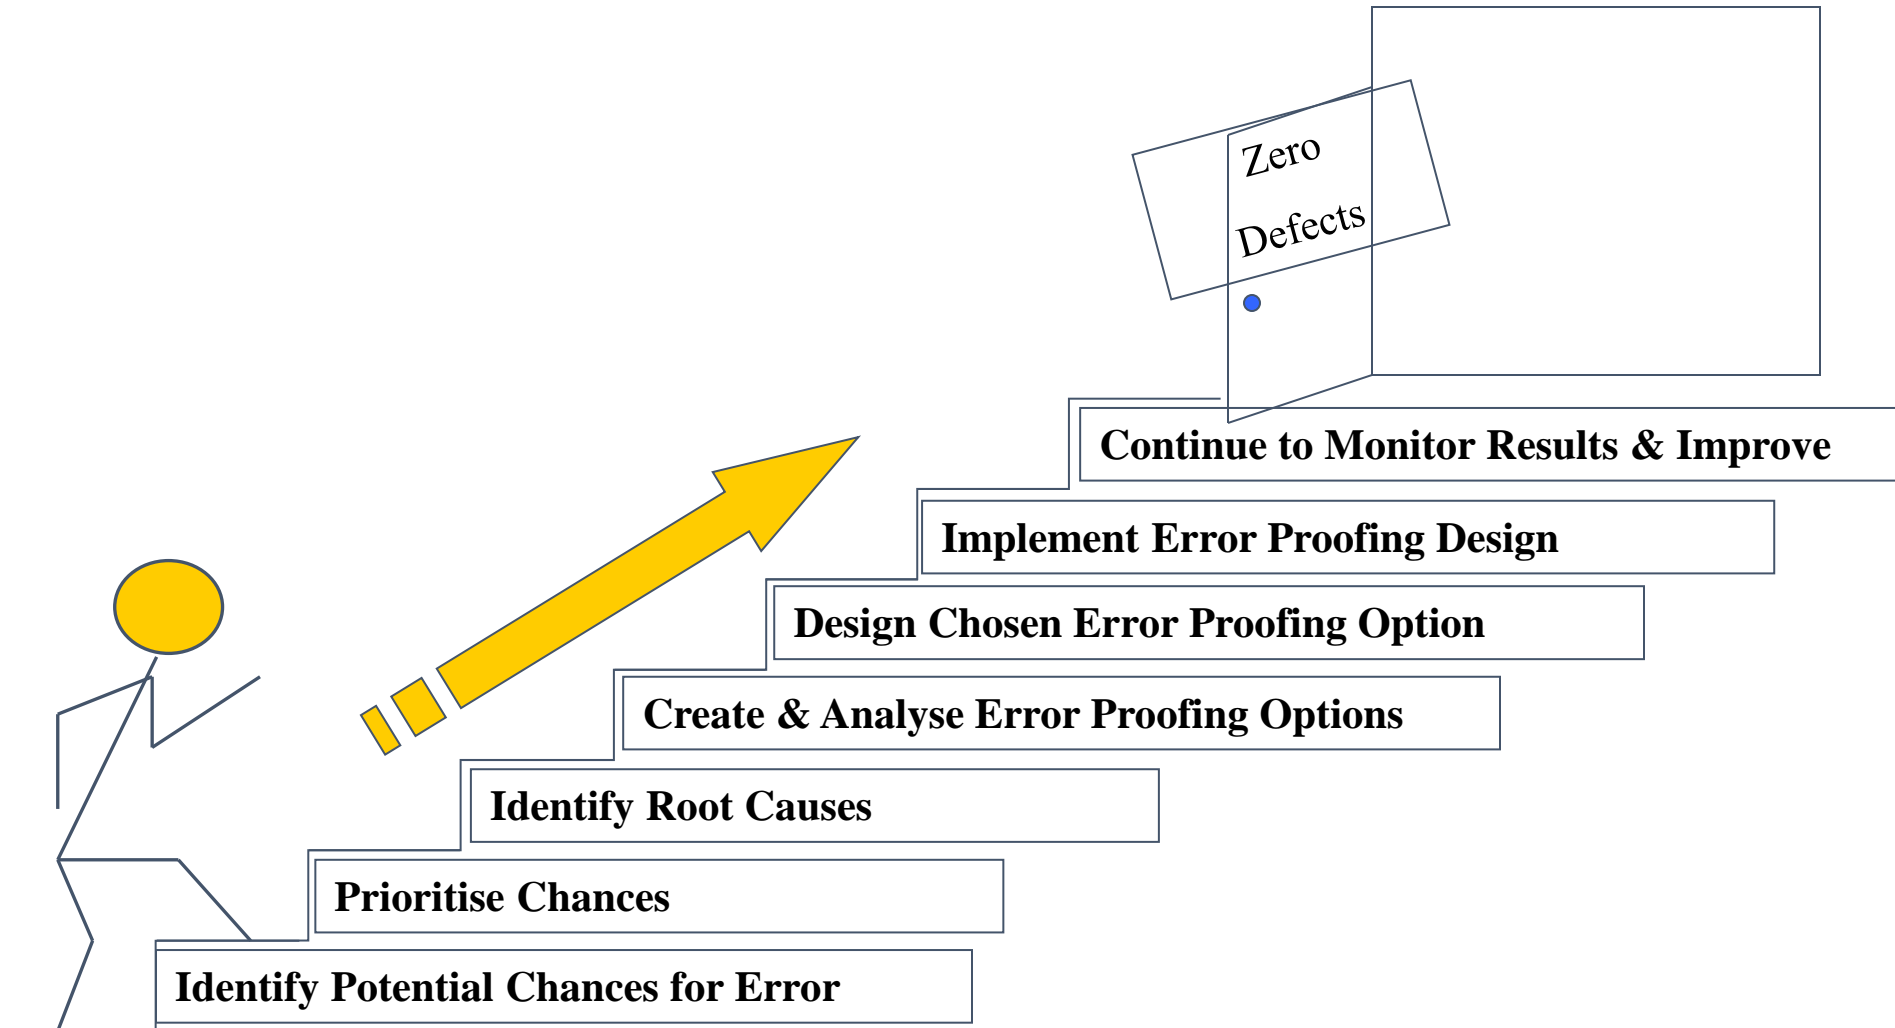 Zero
Defects
Continue to Monitor Results & Improve
Implement Error Proofing Design
Design Chosen Error Proofing Option
Create & Analyse Error Proofing Options
Identify Root Causes
Prioritise Chances
Identify Potential Chances for Error